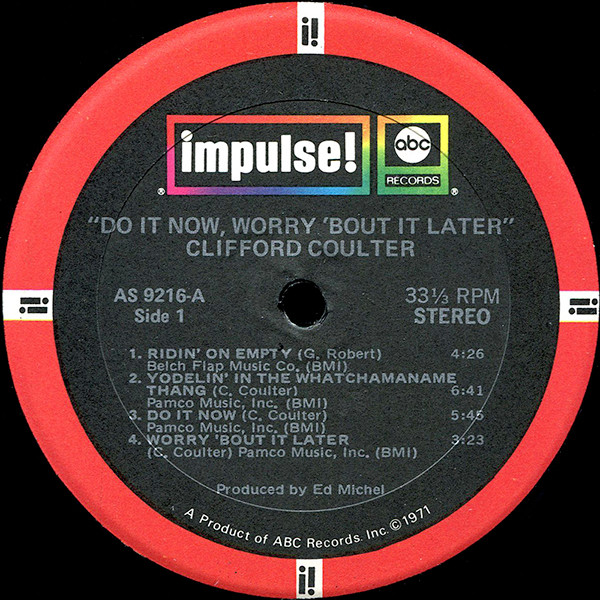 i!
impulse!
abc
RECORDS
® ®
"DO IT NOW, WORRY 'BOUT IT LATER"
CLIFFORD COULTER
AS 9216-A 33⅓ RPM
Side 1 STEREO
1. RIDIN' ON EMPTY (G. Robert) 4:26
Belch Flap Music Co. (BMI)
2. YODELIN' IN THE WHATCHAMANAME
THANG (C. Coulter) 6:41
Pamco Music, Inc. (BMI)
3. DO IT NOW (C. Coulter) 5:45
Pamco Music, Inc. (BMI)
4. WORRY 'BOUT IT LATER 3:23
(C. Coulter) Pamco Music, Inc. (BMI)
Produced by Ed Michel
A Product of ABC Records, Inc. ©1971
i!
i!
i!